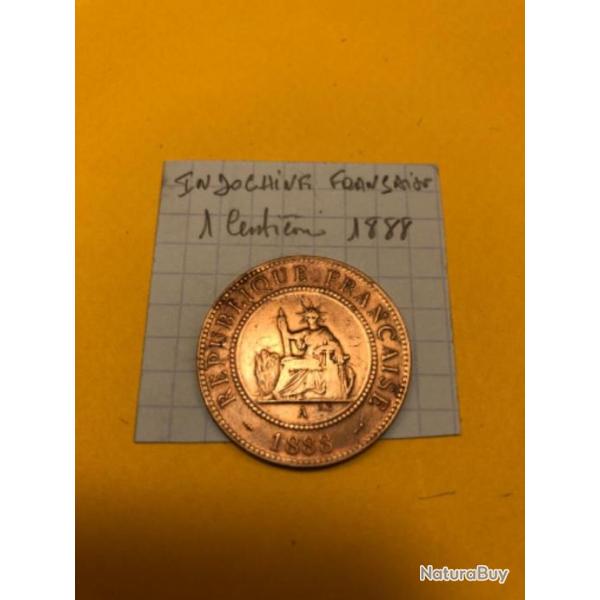 INDOCHINE FRANÇAISE
1 Centième 1888
REPUBLIQUE FRANÇAISE
A
1888
NaturaBuy